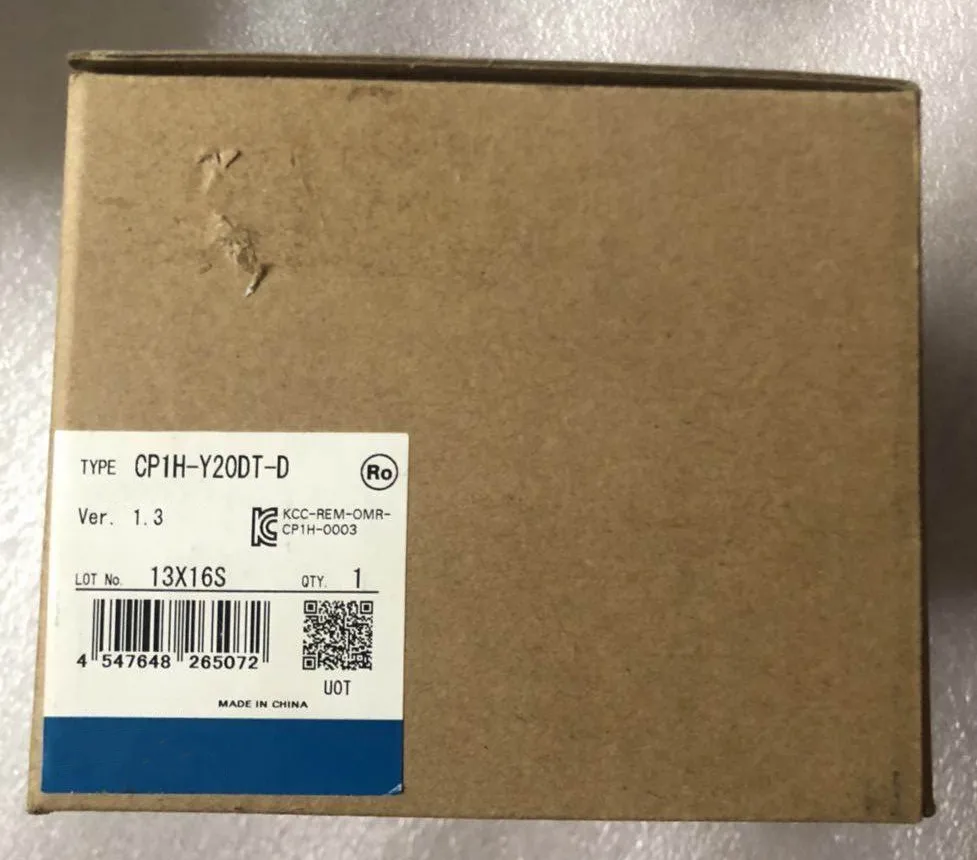 TYPE CP1H-Y20DT-D
Ro
Ver. 1.3
KCC-REM-OMR-
CP1H-0003
LOT No. 13X16S QTY. 1
4 547648 265072
UOT
MADE IN CHINA